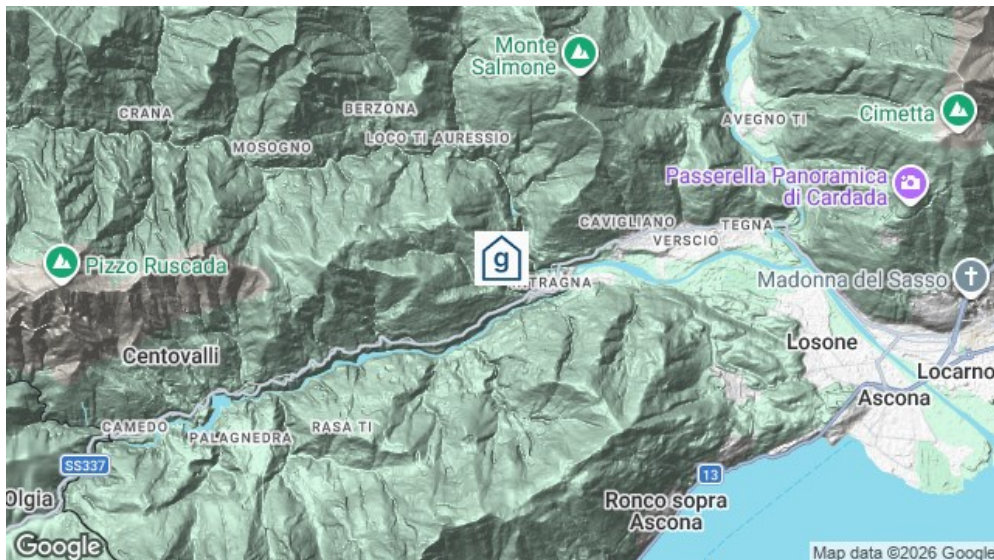 Monte
Salmone
Cimetta
CRANA
BERZONA
AVEGNO TI
MOSOGNO
LOCO TI AURESSIO
Passerella Panoramica
di Cardada
CAVIGLIANO
TEGNA
VERSCIO
g
Pizzo Ruscada
Madonna del Sasso
Losone
Centovalli
Locarno
Ascona
CAMEDO
PALAGNEDRA
RASA TI
SS337
13
Olgia
Ronco sopra
Ascona
Google
Map data ©2026 Google